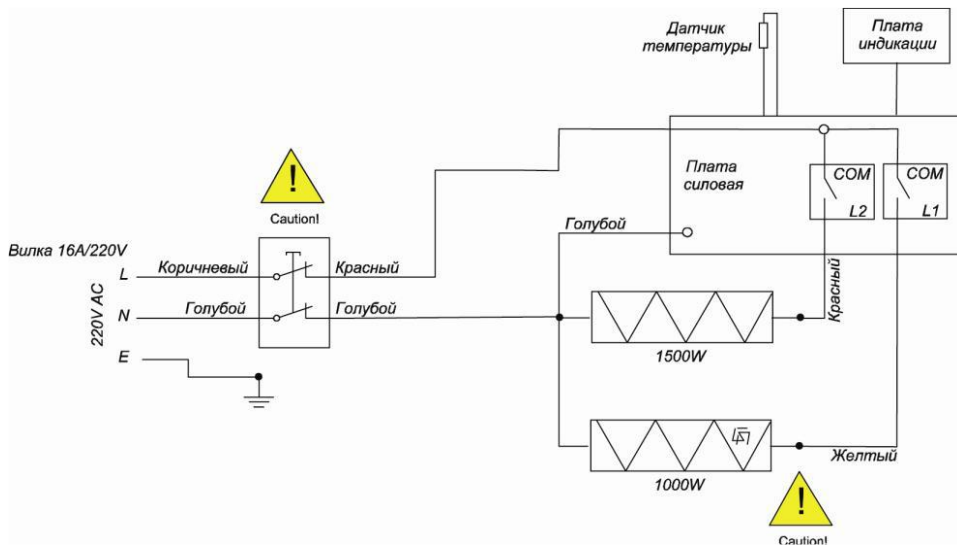 Датчик
температуры
Плата
индикации
!
Caution!
Плата
силовая
COM
L2
COM
L1
Голубой
Вилка 16A/220V
220V AC
L
Коричневый
Красный
N
Голубой
Голубой
E
Красный
1500W
1000W
Желтый
!
Caution!